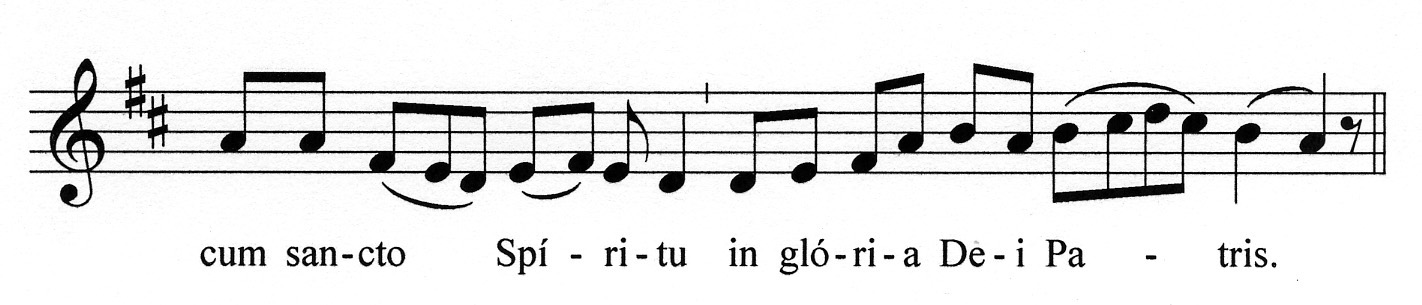 cum san-cto Spí - ri-tu in gló-ri-a De-i Pa - tris.